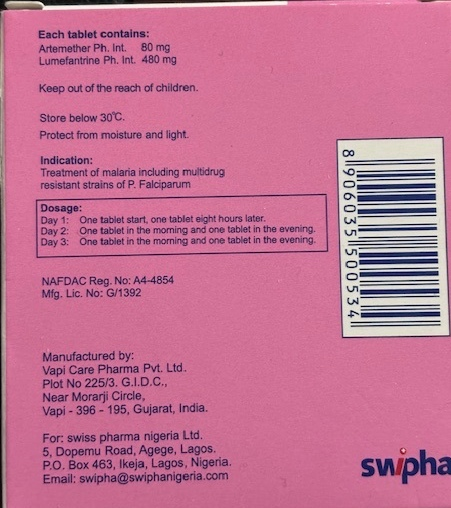 Each tablet contains:
Artemether Ph. Int. 80 mg
Lumefantrine Ph. Int. 480 mg
Keep out of the reach of children.
Store below 30°C.
Protect from moisture and light.
Indication:
Treatment of malaria including multidrug
resistant strains of P. Falciparum
Dosage:
Day 1: One tablet start, one tablet eight hours later.
Day 2: One tablet in the morning and one tablet in the evening.
Day 3: One tablet in the morning and one tablet in the evening.
NAFDAC Reg. No: A4-4854
Mfg. Lic. No: G/1392
Manufactured by:
Vapi Care Pharma Pvt. Ltd.
Plot No 225/3. G.I.D.C.,
Near Morarji Circle,
Vapi - 396 - 195, Gujarat, India.
For: swiss pharma nigeria ltd.
5, Dopemu Road, Agege, Lagos.
P.O. Box 463, Ikeja, Lagos, Nigeria.
Email: swipha@swiphanigeria.com
8906035500534
swipha